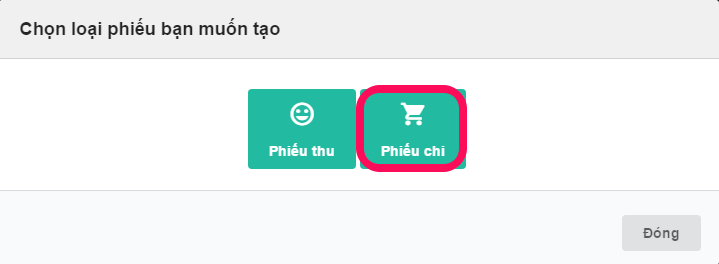 Chọn loại phiếu bạn muốn tạo
Phiếu thu
Phiếu chi
Đóng